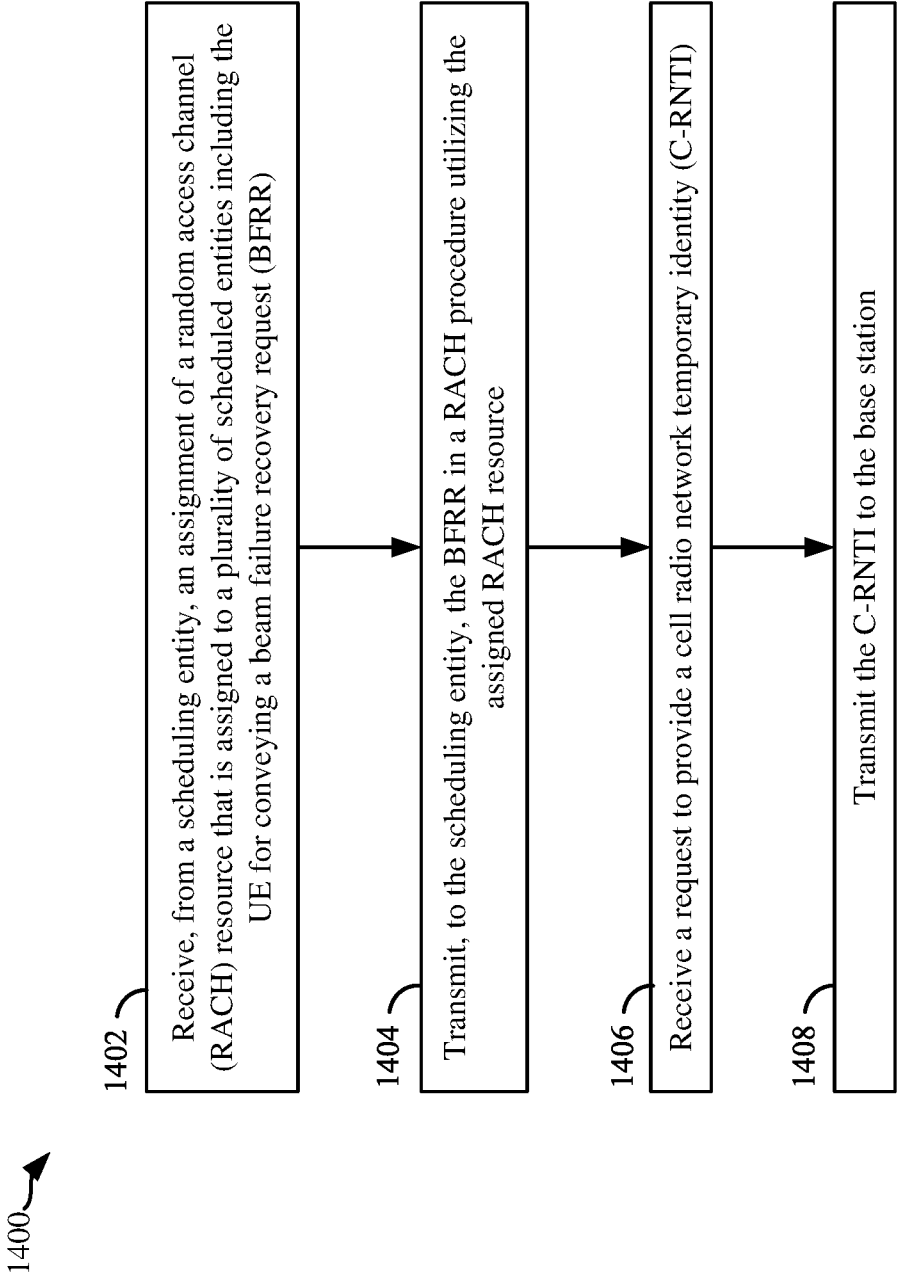 1400
1402
Receive, from a scheduling entity, an assignment of a random access channel
(RACH) resource that is assigned to a plurality of scheduled entities including the
UE for conveying a beam failure recovery request (BFRR)
1404
Transmit, to the scheduling entity, the BFRR in a RACH procedure utilizing the
assigned RACH resource
1406
Receive a request to provide a cell radio network temporary identity (C-RNTI)
1408
Transmit the C-RNTI to the base station